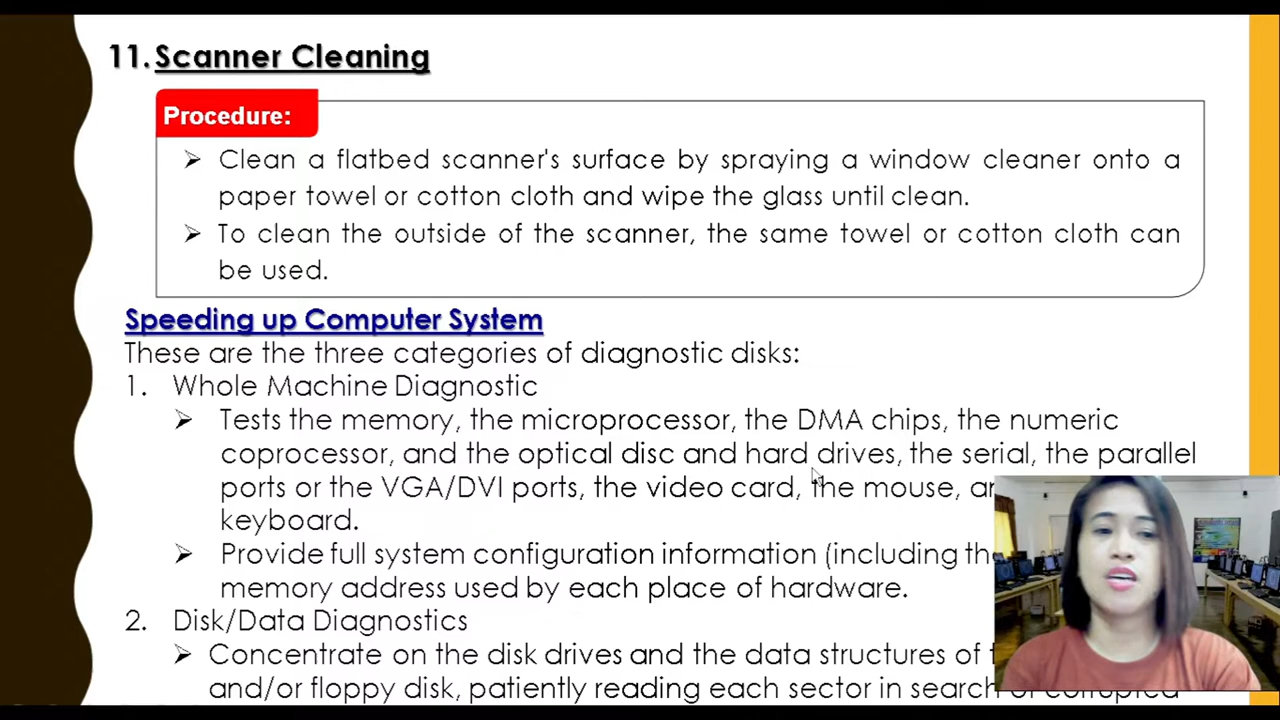 11. Scanner Cleaning
Procedure:
➢ Clean a flatbed scanner's surface by spraying a window cleaner onto a
paper towel or cotton cloth and wipe the glass until clean.
➢ To clean the outside of the scanner, the same towel or cotton cloth can
be used.
Speeding up Computer System
These are the three categories of diagnostic disks:
1. Whole Machine Diagnostic
➢ Tests the memory, the microprocessor, the DMA chips, the numeric
coprocessor, and the optical disc and hard drives, the serial, the parallel
ports or the VGA/DVI ports, the video card, the mouse,
keyboard.
➢ Provide full system configuration information (including
memory address used by each place of hardware.
2. Disk/Data Diagnostics
➢ Concentrate on the disk drives and the data structures of
and/or floppy disk, patiently reading each sector in search